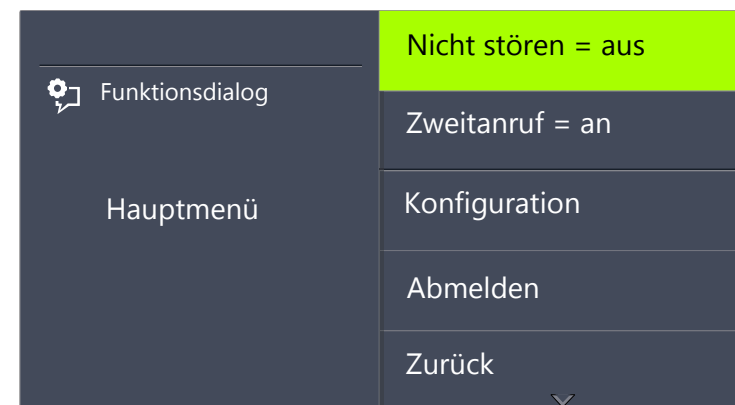 Funktionsdialog
Hauptmenü
Nicht stören = aus
Zweitanruf = an
Konfiguration
Abmelden
Zurück